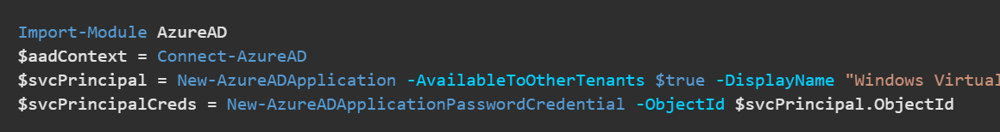 Import-Module AzureAD
$aadContext = Connect-AzureAD
$svcPrincipal = New-AzureADApplication -AvailableToOtherTenants $true -DisplayName "Windows Virtual
$svcPrincipalCreds = New-AzureADApplicationPasswordCredential -ObjectId $svcPrincipal.ObjectId